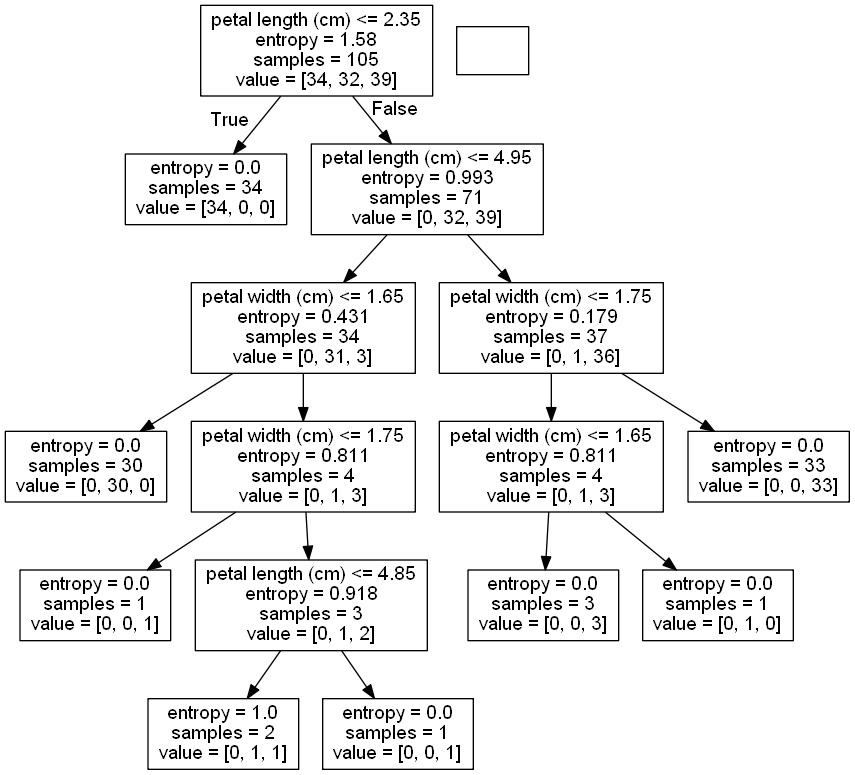 petal length (cm) <= 2.35
entropy = 1.58
samples = 105
value = [34, 32, 39]
True
False
entropy = 0.0
samples = 34
value = [34, 0, 0]
petal length (cm) <= 4.95
entropy = 0.993
samples = 71
value = [0, 32, 39]
petal width (cm) <= 1.65
entropy = 0.431
samples = 34
value = [0, 31, 3]
petal width (cm) <= 1.75
entropy = 0.179
samples = 37
value = [0, 1, 36]
entropy = 0.0
samples = 30
value = [0, 30, 0]
petal width (cm) <= 1.75
entropy = 0.811
samples = 4
value = [0, 1, 3]
petal width (cm) <= 1.65
entropy = 0.811
samples = 4
value = [0, 1, 3]
entropy = 0.0
samples = 33
value = [0, 0, 33]
entropy = 0.0
samples = 1
value = [0, 0, 1]
petal length (cm) <= 4.85
entropy = 0.918
samples = 3
value = [0, 1, 2]
entropy = 0.0
samples = 3
value = [0, 0, 3]
entropy = 0.0
samples = 1
value = [0, 1, 0]
entropy = 1.0
samples = 2
value = [0, 1, 1]
entropy = 0.0
samples = 1
value = [0, 0, 1]